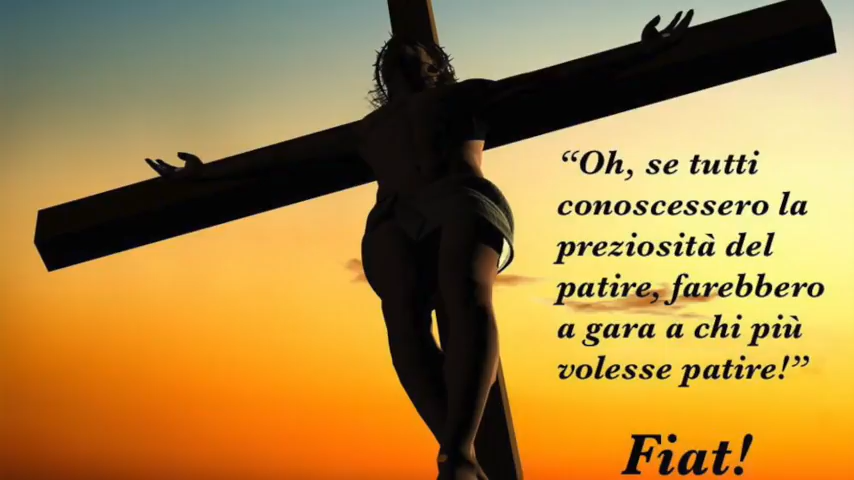 “Oh, se tutti
conoscessero la
preziosità del
patire, farebbero
a gara a chi più
volesse patire!”
Fiat!